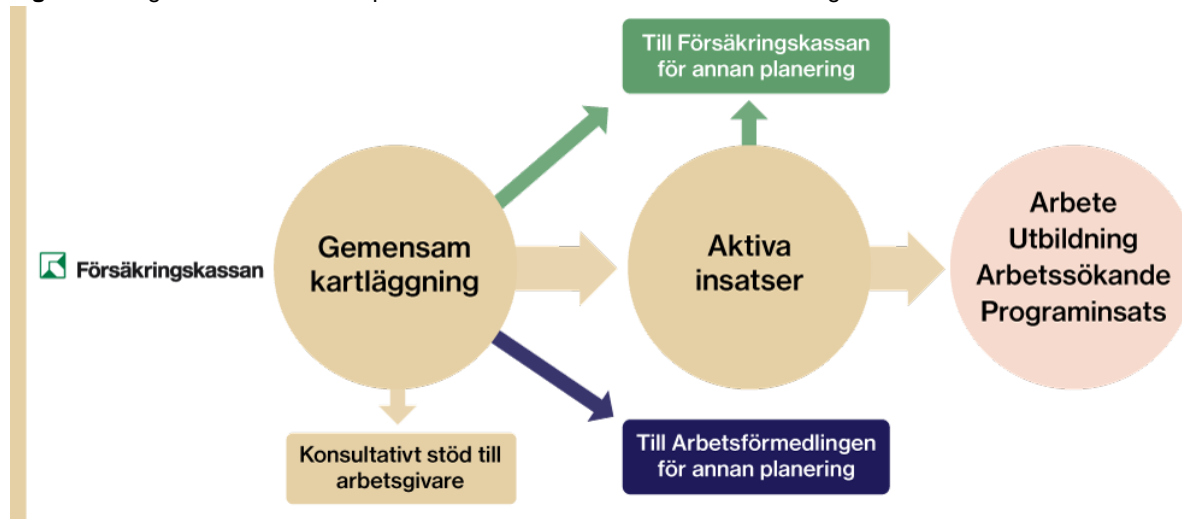 Till Försäkringskassan
för annan planering
Försäkringskassan
Gemensam
kartläggning
Aktiva
insatser
Arbete
Utbildning
Arbetssökande
Programinsats
Konsultativt stöd till
arbetsgivare
Till Arbetsförmedlingen
för annan planering